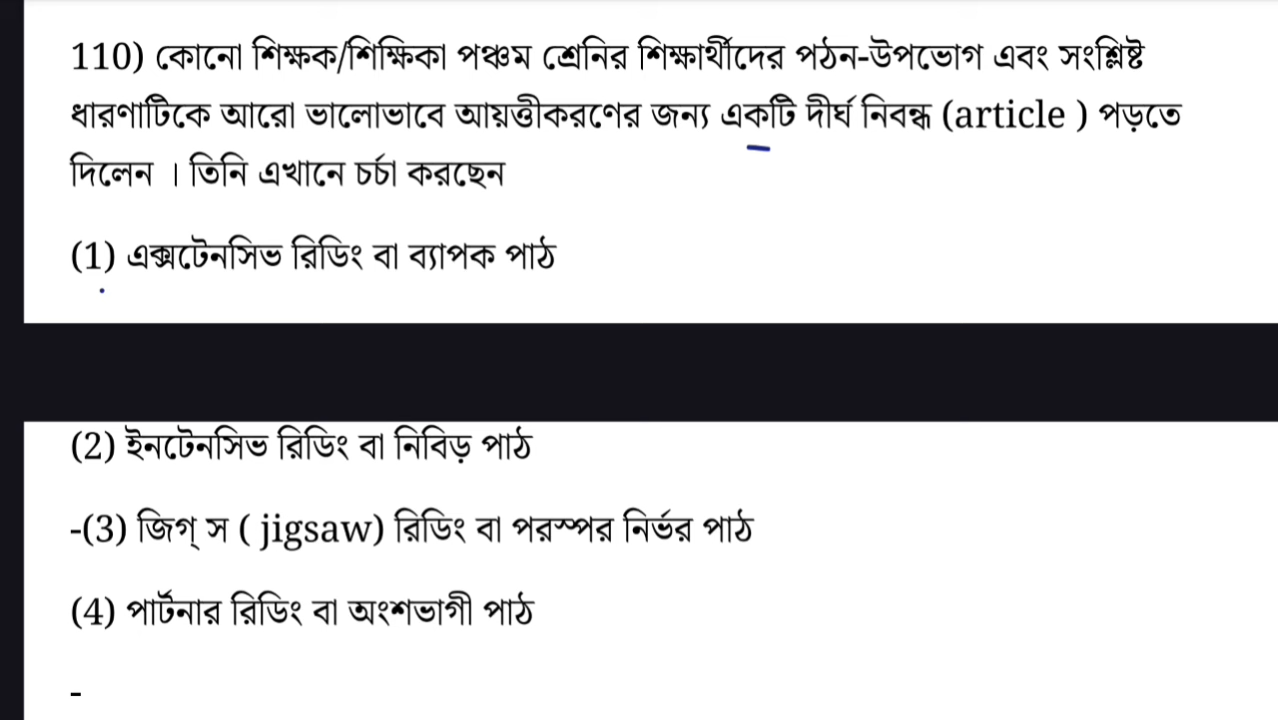 110) কোনো শিক্ষক/শিক্ষিকা পঞ্চম শ্রেনির শিক্ষার্থীদের পঠন-উপভোগ এবং সংশ্লিষ্ট
ধারণাটিকে আরো ভালোভাবে আয়ত্তীকরণের জন্য একটি দীর্ঘ নিবন্ধ (article ) পড়তে
দিলেন । তিনি এখানে চর্চা করছেন
(1) এক্সটেনসিভ রিডিং বা ব্যাপক পাঠ
(2) ইনটেনসিভ রিডিং বা নিবিড় পাঠ
-(3) জিগ্ স ( jigsaw) রিডিং বা পরস্পর নির্ভর পাঠ
(4) পার্টনার রিডিং বা অংশভাগী পাঠ
-